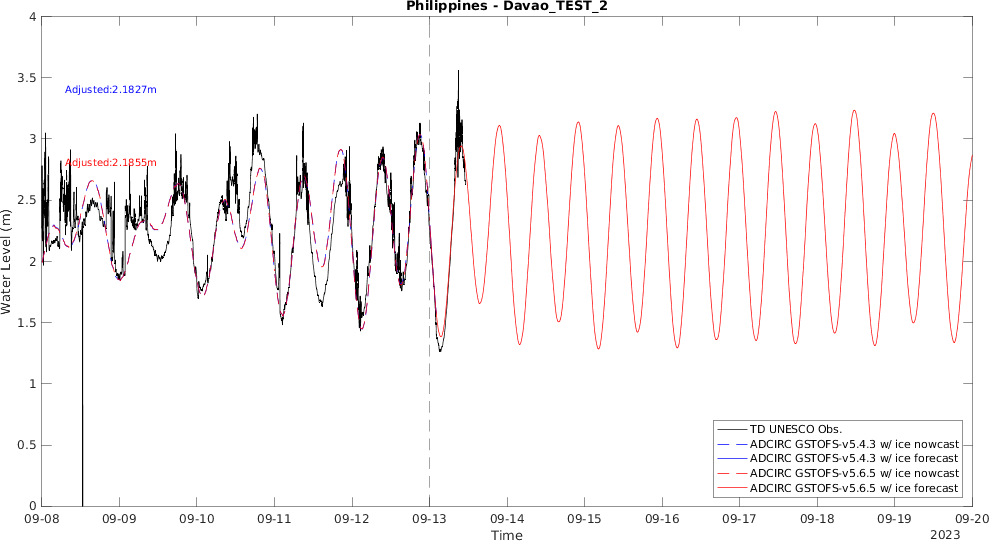 Philippines - Davao_TEST_2
4
3.5
3
2.5
2
1.5
1
0.5
0
Water Level (m)
Adjusted:2.1827m
Adjusted:2.1855m
TD UNESCO Obs.
ADCIRC GSTOFS-v5.4.3 w/ ice nowcast
ADCIRC GSTOFS-v5.4.3 w/ ice forecast
ADCIRC GSTOFS-v5.6.5 w/ ice nowcast
ADCIRC GSTOFS-v5.6.5 w/ ice forecast
09-08 09-09 09-10 09-11 09-12 09-13 09-14 09-15 09-16 09-17 09-18 09-19 09-20
Time
2023